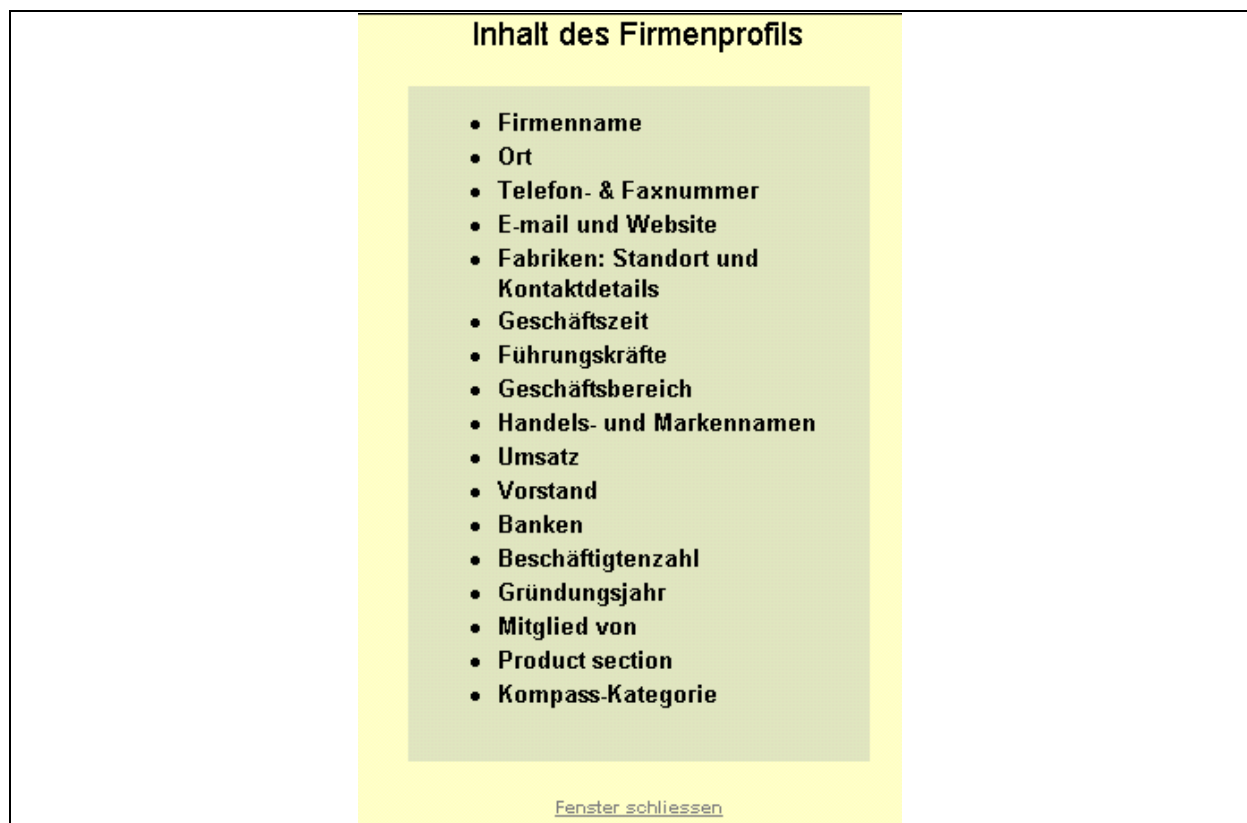 Inhalt des Firmenprofils
• Firmenname
• Ort
• Telefon- & Faxnummer
• E-mail und Website
• Fabriken: Standort und
Kontaktdetails
• Geschäftszeit
• Führungskräfte
• Geschäftsbereich
• Handels- und Markennamen
• Umsatz
• Vorstand
• Banken
• Beschäftigtenzahl
• Gründungsjahr
• Mitglied von
• Product section
• Kompass-Kategorie
Fenster schliessen